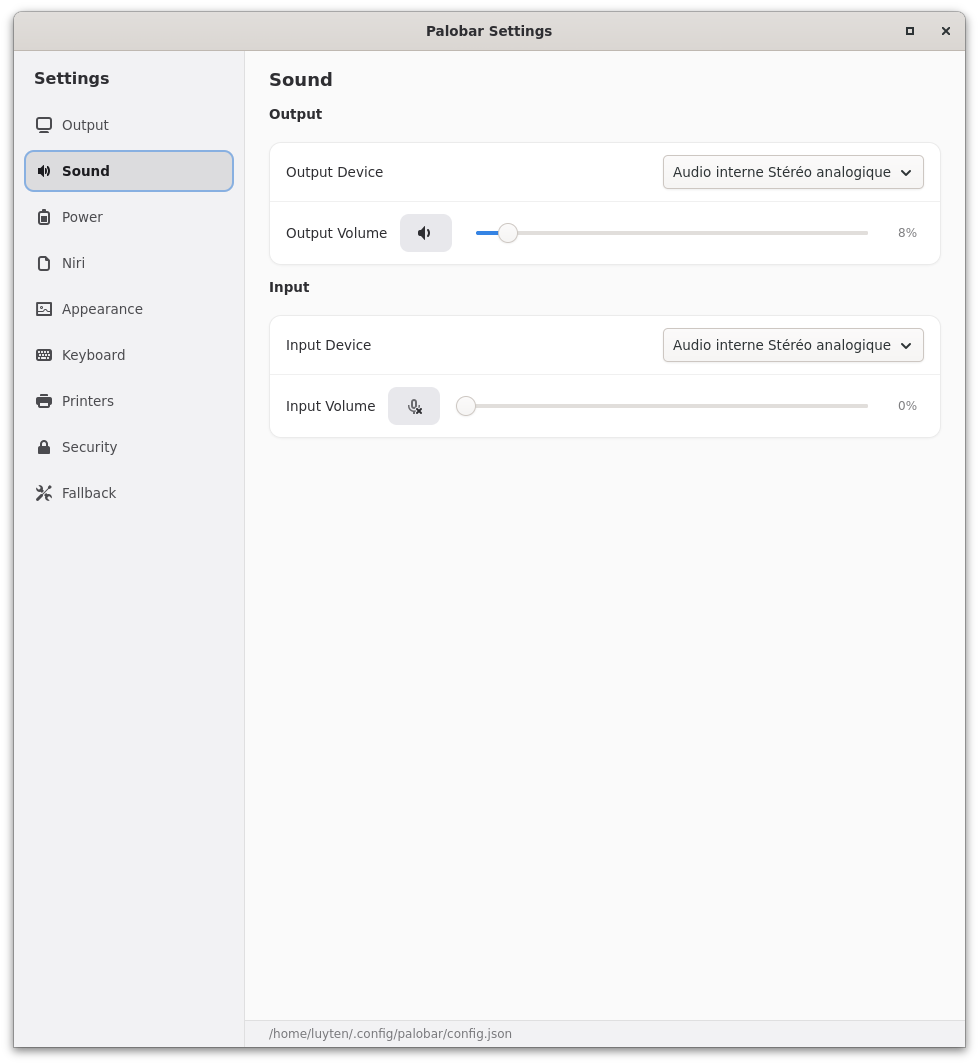 Palobar Settings
Settings
Output
Sound
Power
Niri
Appearance
Keyboard
Printers
Security
Fallback
Sound
Output
Output Device
Audio interne Stéréo analogique
Output Volume
8%
Input
Input Device
Audio interne Stéréo analogique
Input Volume
0%
/home/luyten/.config/palobar/config.json